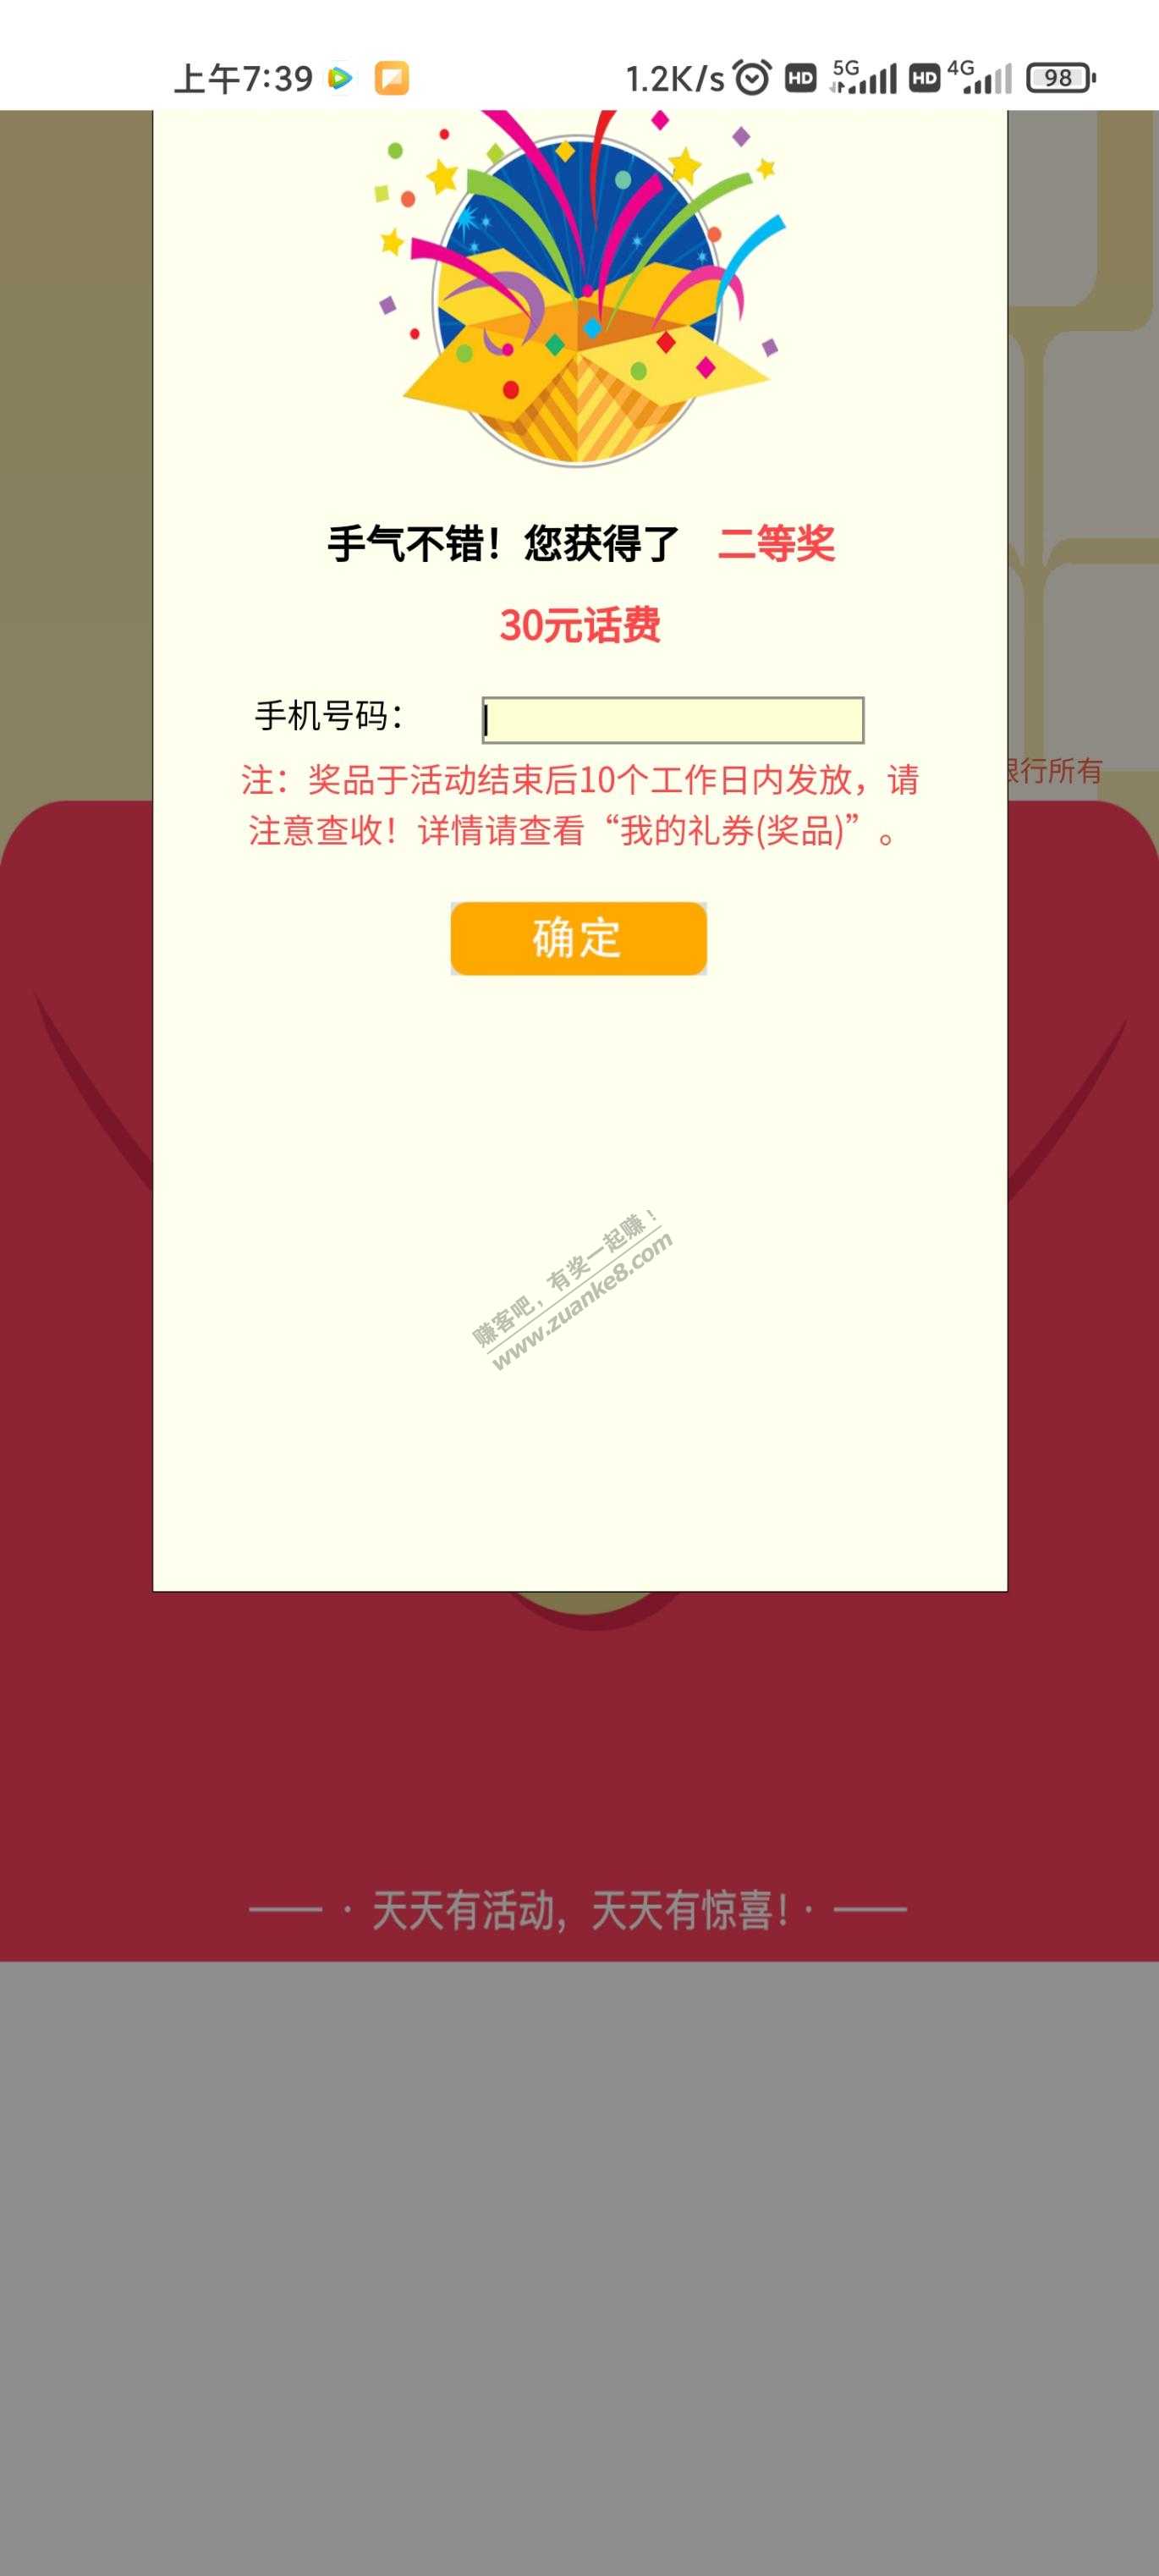 上午7:39
1.2K/s HD 5G HD 4G 98
手气不错！您获得了 二等奖
30元话费
手机号码：
注：奖品于活动结束后10个工作日内发放，请
注意查收！详情请查看“我的礼券(奖品)”。
行所有
确定
赚客吧，有奖一起赚！
www.zuanke8.com
—— · 天天有活动，天天有惊喜！· ——